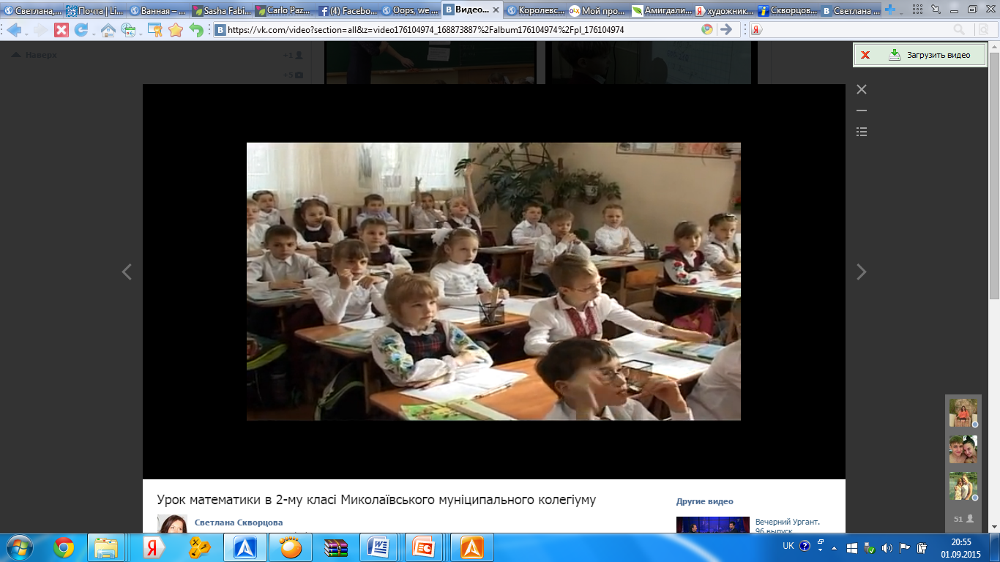 Светлана,...
Почта | Li...
Ванная – ...
Sasha Fabi...
Carlo Paz...
(4) Facebo...
Oops, we ...
Видео...
Королевс...
Мой про...
Амигдали...
художник...
Скворцов...
Светлана ...
https://vk.com/video?section=all&z=video176104974_168873887%2Falbum176104974%2Fpl_176104974
Наверх
+1
+5
Загрузить видео
Урок математики в 2-му класі Миколаївського муніципального колегіуму
Светлана Скворцова
Другие видео
Вечерний Ургант.
96 выпуск
51
UK
20:55
01.09.2015